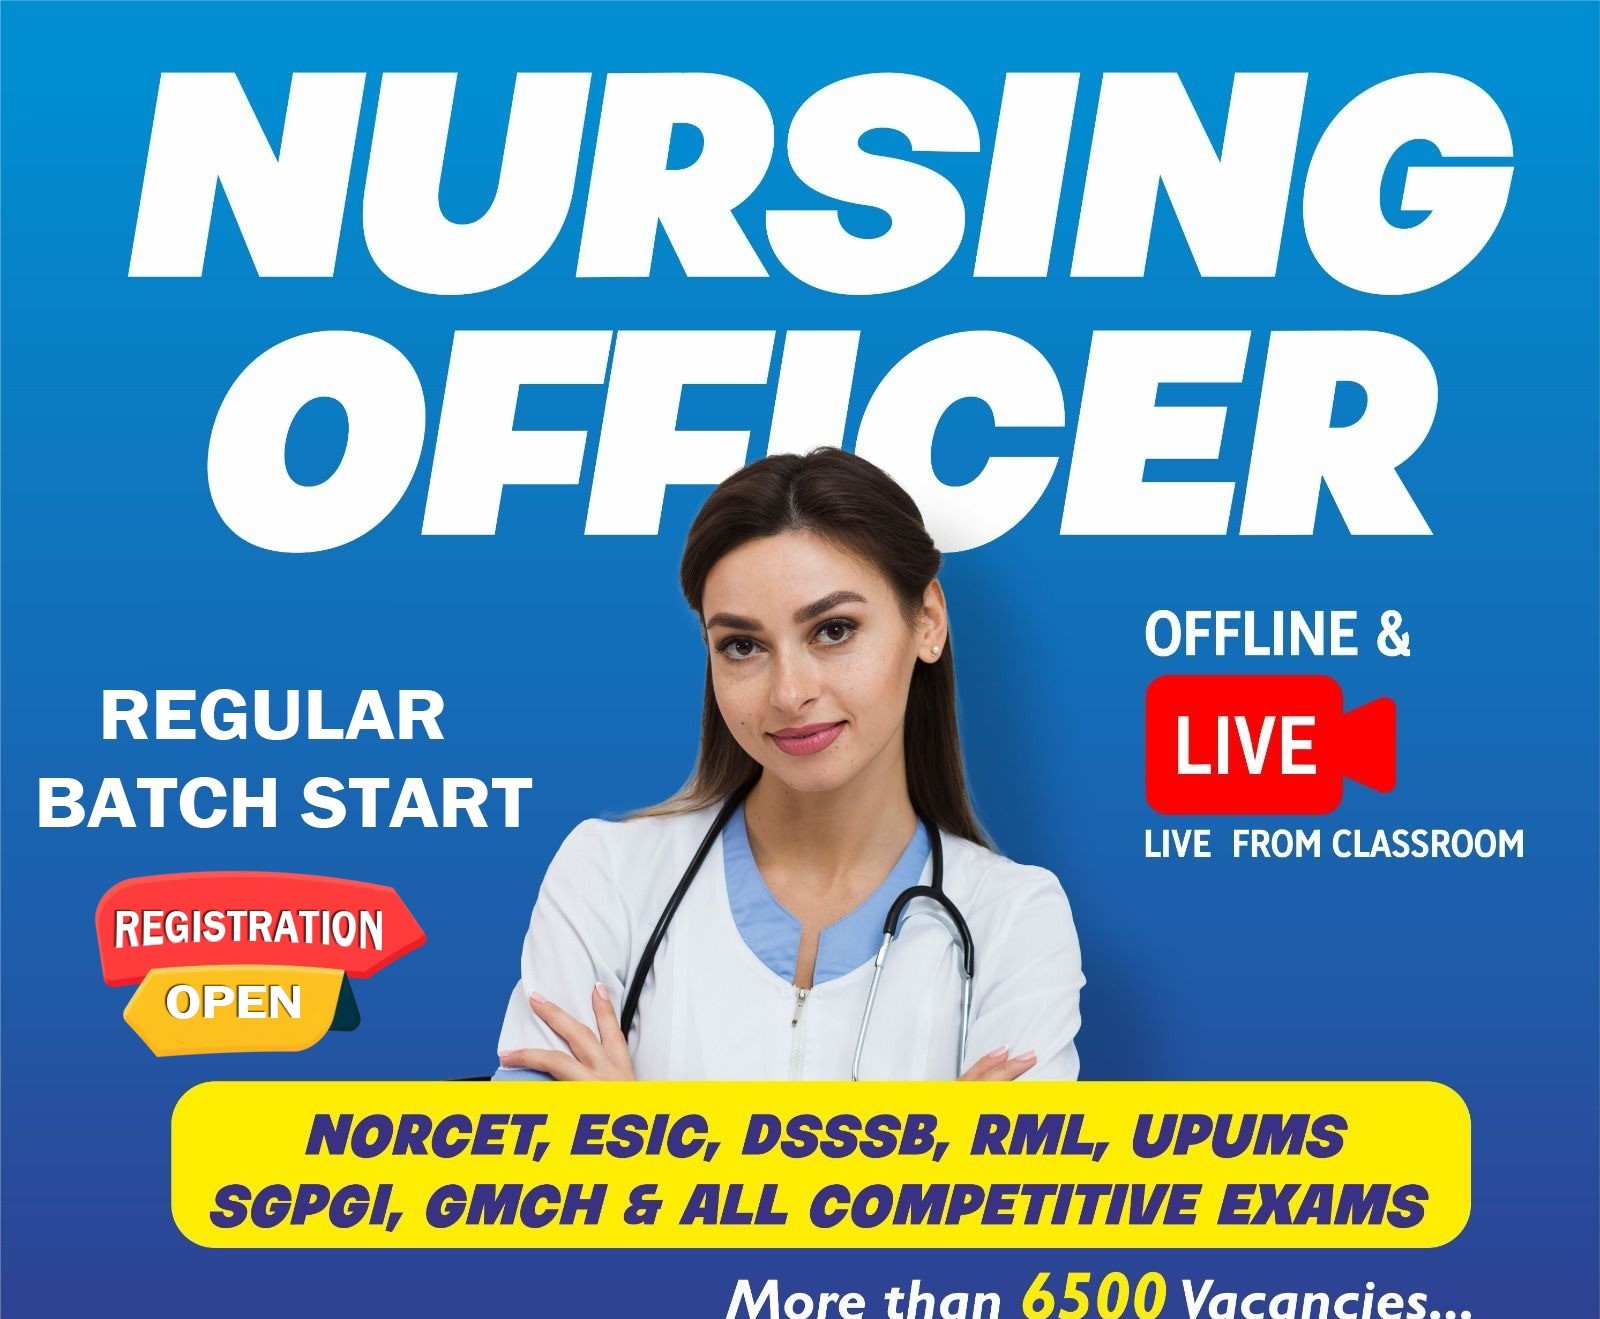 NURSING
OFFICER
OFFLINE &
LIVE
LIVE FROM CLASSROOM
REGULAR
BATCH START
REGISTRATION
OPEN
NORCET, ESIC, DSSSB, RML, UPUMS
SGPGI, GMCH & ALL COMPETITIVE EXAMS
More than 6500 Vacancies...